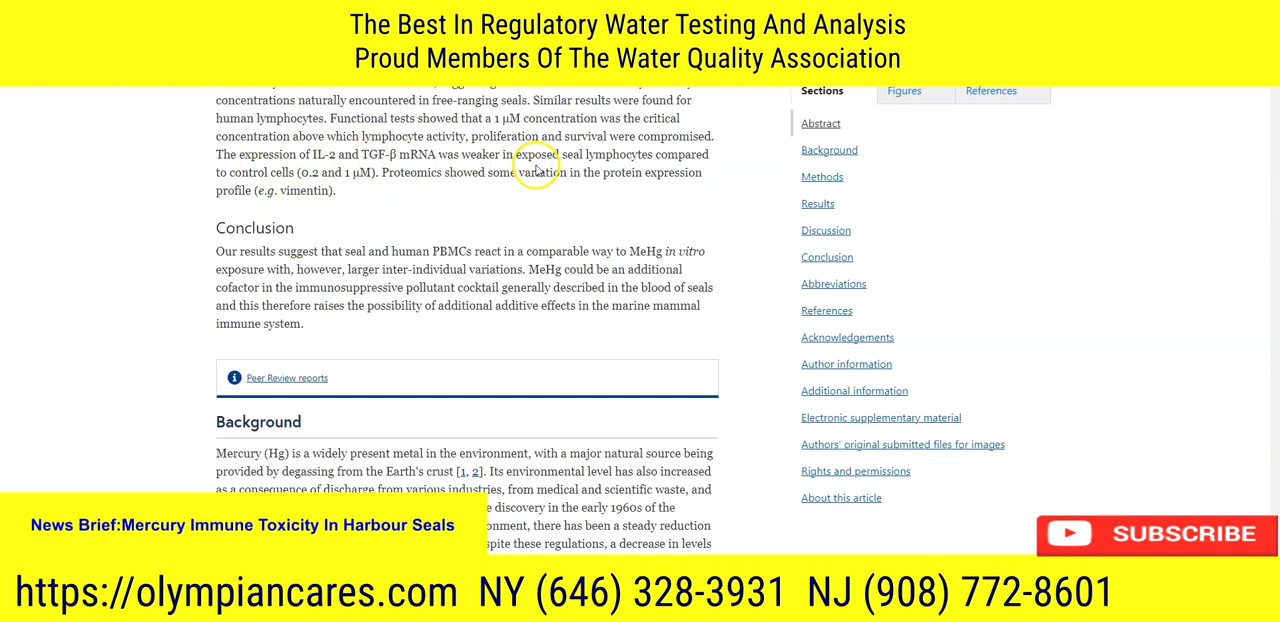 The Best In Regulatory Water Testing And Analysis
Proud Members Of The Water Quality Association
concentrations naturally encountered in free-ranging seals. Similar results were found for
human lymphocytes. Functional tests showed that a 1 μM concentration was the critical
concentration above which lymphocyte activity, proliferation and survival were compromised.
The expression of IL-2 and TGF-β mRNA was weaker in exposed seal lymphocytes compared
to control cells (0.2 and 1 μM). Proteomics showed some variation in the protein expression
profile (e.g. vimentin).
Conclusion
Our results suggest that seal and human PBMCs react in a comparable way to MeHg in vitro
exposure with, however, larger inter-individual variations. MeHg could be an additional
cofactor in the immunosuppressive pollutant cocktail generally described in the blood of seals
and this therefore raises the possibility of additional additive effects in the marine mammal
immune system.
Peer Review reports
Background
Mercury (Hg) is a widely present metal in the environment, with a major natural source being
provided by degassing from the Earth's crust [1, 2]. Its environmental level has also increased
as a consequence of discharge from various industries, from medical and scientific waste, and
e discovery in the early 1960s of the
onment, there has been a steady reduction
spite these regulations, a decrease in levels
Sections
Figures
References
Abstract
Background
Methods
Results
Discussion
Conclusion
Abbreviations
References
Acknowledgements
Author information
Additional information
Electronic supplementary material
Authors' original submitted files for images
Rights and permissions
About this article
News Brief:Mercury Immune Toxicity In Harbour Seals
SUBSCRIBE
https://olympiancares.com NY (646) 328-3931 NJ (908) 772-8601